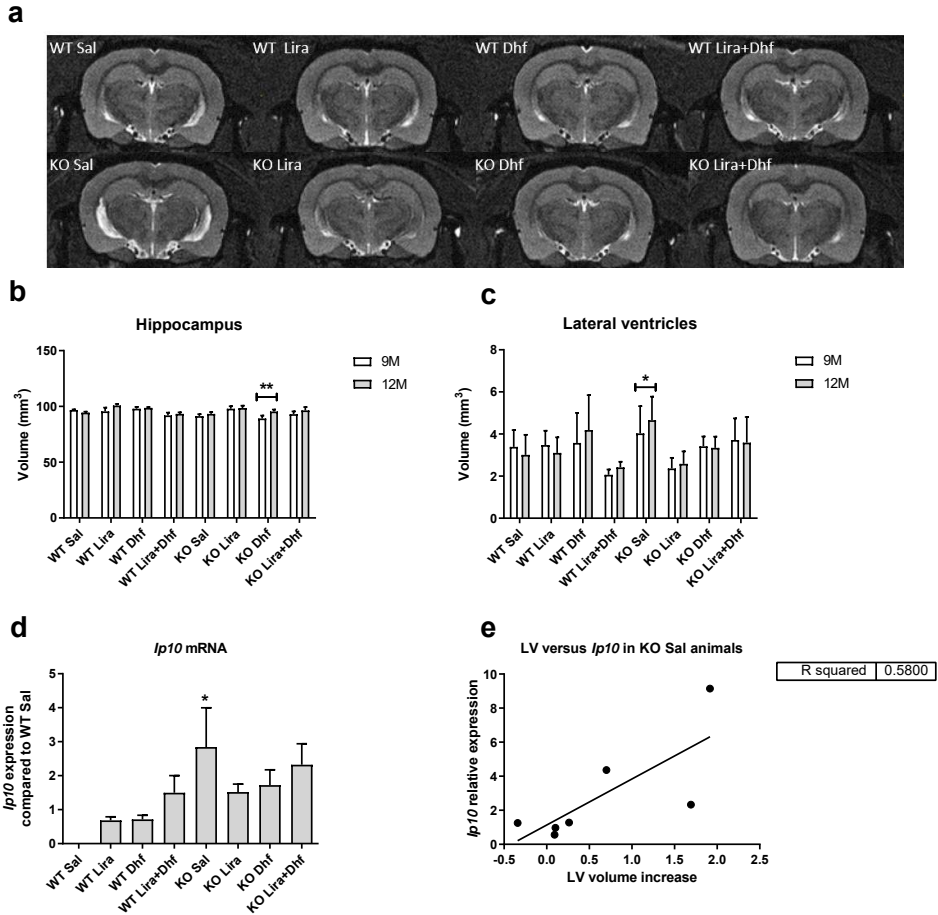 a
WT Sal
WT Lira
WT Dhf
WT Lira+Dhf
KO Sal
KO Lira
KO Dhf
KO Lira+Dhf
b
Hippocampus
Volume (mm³)
150
100
50
0
**
9M
12M
WT Sal
WT Lira
WT Dhf
WT Lira+Dhf
KO Sal
KO Lira
KO Dhf
KO Lira+Dhf
c
Lateral ventricles
Volume (mm³)
8
6
4
2
0
*
9M
12M
WT Sal
WT Lira
WT Dhf
WT Lira+Dhf
KO Sal
KO Lira
KO Dhf
KO Lira+Dhf
d
Ip10 mRNA
Ip10 expression
compared to WT Sal
5
4
3
2
1
0
*
WT Sal
WT Lira
WT Dhf
WT Lira+Dhf
KO Sal
KO Lira
KO Dhf
KO Lira+Dhf
e
LV versus Ip10 in KO Sal animals
R squared 0.5800
Ip10 relative expression
10
8
6
4
2
0
-0.5 0.0 0.5 1.0 1.5 2.0 2.5
LV volume increase